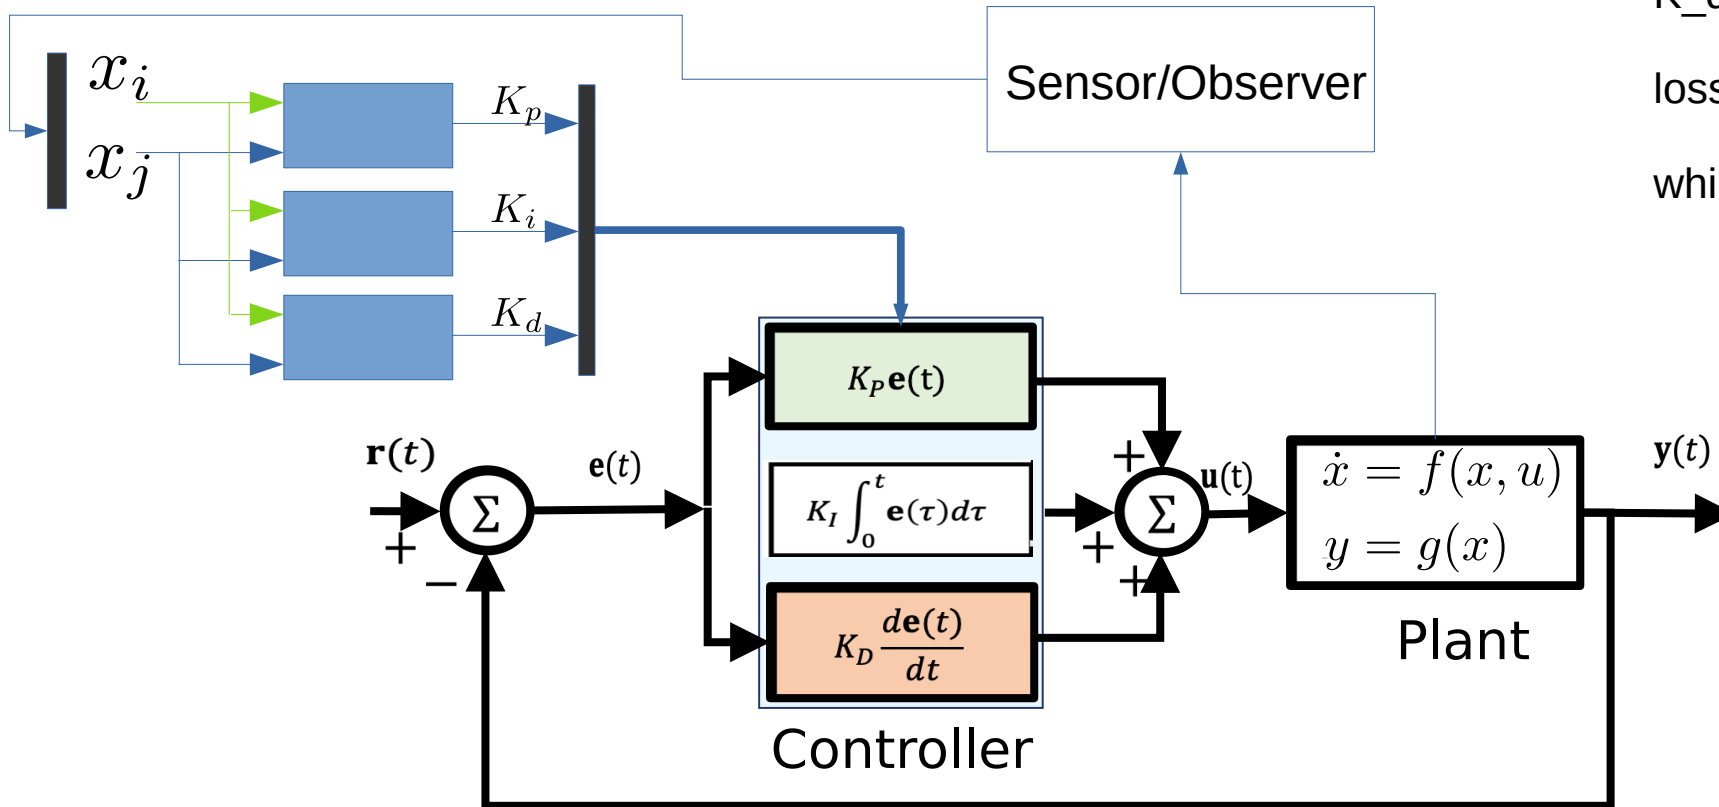 Sensor/Observer
loss
whi
x_i
x_j
K_p
K_i
K_d
r(t)
+
−
Σ
e(t)
K_P e(t)
K_I ∫_0^t e(τ)dτ
K_D de(t)/dt
Controller
+
+
+
Σ
u(t)
ẋ = f(x, u)
y = g(x)
Plant
y(t)